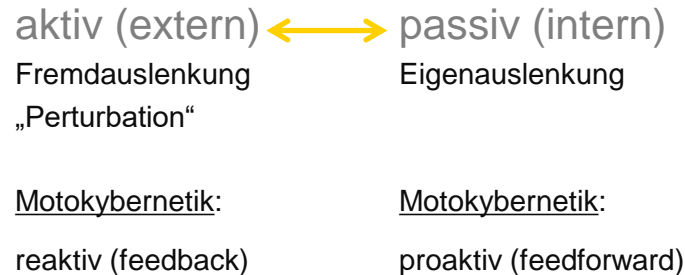 aktiv (extern) passiv (intern)
Fremdauslenkung Eigenauslenkung
„Perturbation“
Motokybernetik: Motokybernetik:
reaktiv (feedback) proaktiv (feedforward)